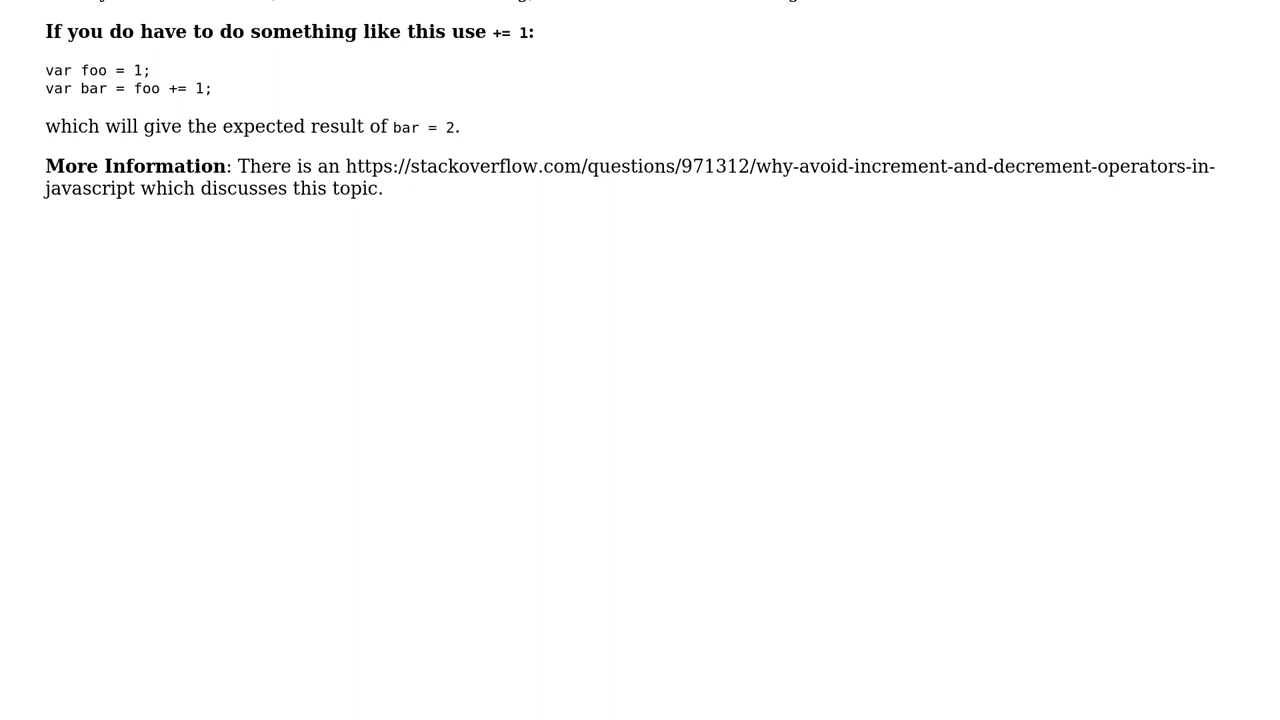 If you do have to do something like this use += 1:
var foo = 1;
var bar = foo += 1;
which will give the expected result of bar = 2.
More Information: There is an https://stackoverflow.com/questions/971312/why-avoid-increment-and-decrement-operators-in-
javascript which discusses this topic.